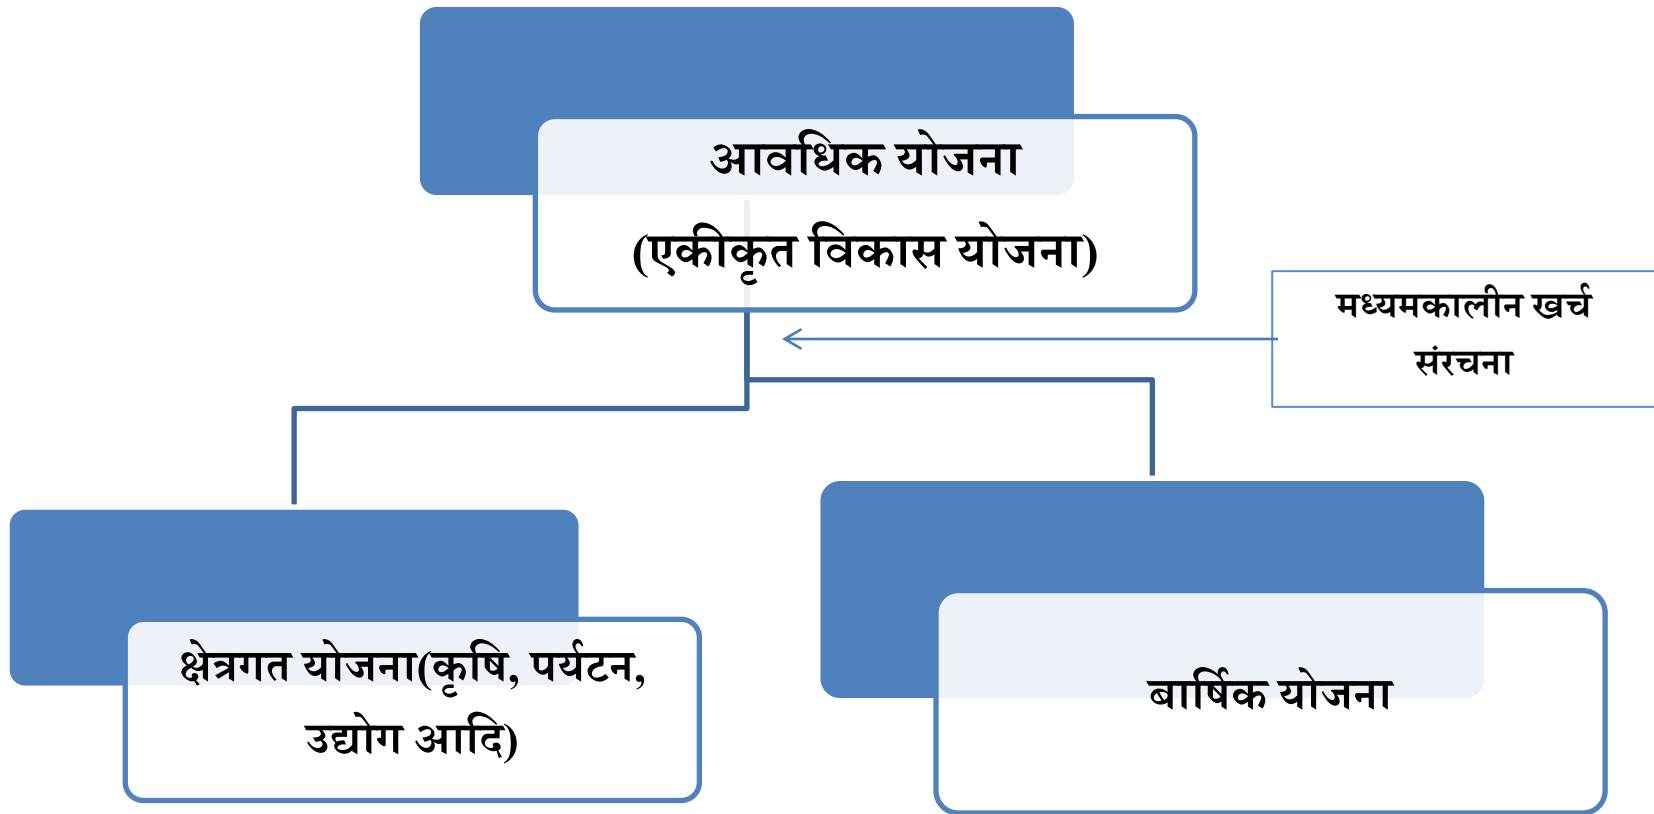 आवधिक योजना
(एकीकृत विकास योजना)
मध्यमकालीन खर्च
संरचना
क्षेत्रगत योजना(कृषि, पर्यटन,
उद्योग आदि)
बार्षिक योजना